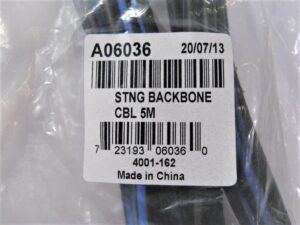 A06036 20/07/13
STNG BACKBONE
CBL 5M
7 23193 06036 0
4001-162
Made in China